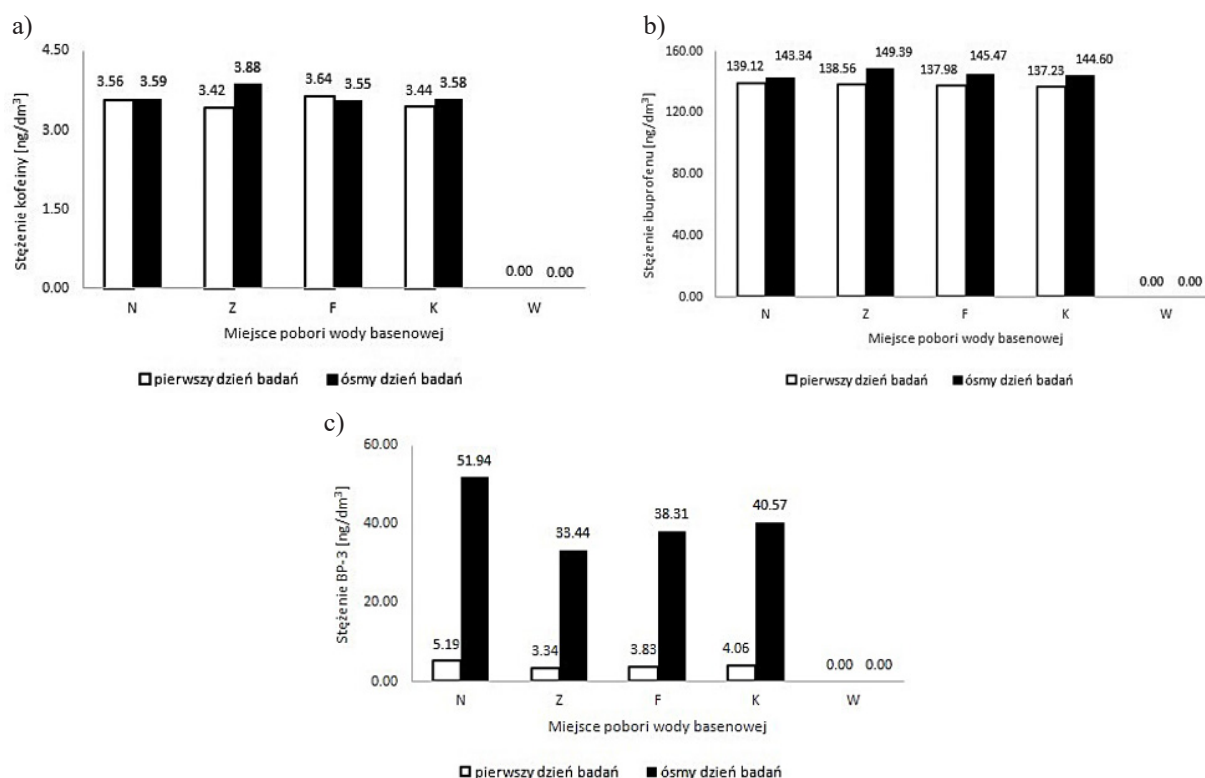 a)
4.50
3.00
1.50
0.00
Stężenie kofeiny [ng/dm³]
3.56 3.59 3.42 3.88 3.64 3.55 3.44 3.58 0.00 0.00
N Z F K W
Miejsce pobori wody basenowej
pierwszy dzień badań ósmy dzień badań
b)
160.00
120.00
80.00
40.00
0.00
Stężenie ibuprofenu [ng/dm³]
139.12 143.34 138.56 149.39 137.98 145.47 137.23 144.60 0.00 0.00
N Z F K W
Miejsce pobori wody basenowej
pierwszy dzień badań ósmy dzień badań
c)
60.00
40.00
20.00
0.00
Stężenie BP-3 [ng/dm³]
5.19 51.94 3.34 33.44 3.83 38.31 4.06 40.57 0.00 0.00
N Z F K W
Miejsce pobori wody basenowej
pierwszy dzień badań ósmy dzień badań